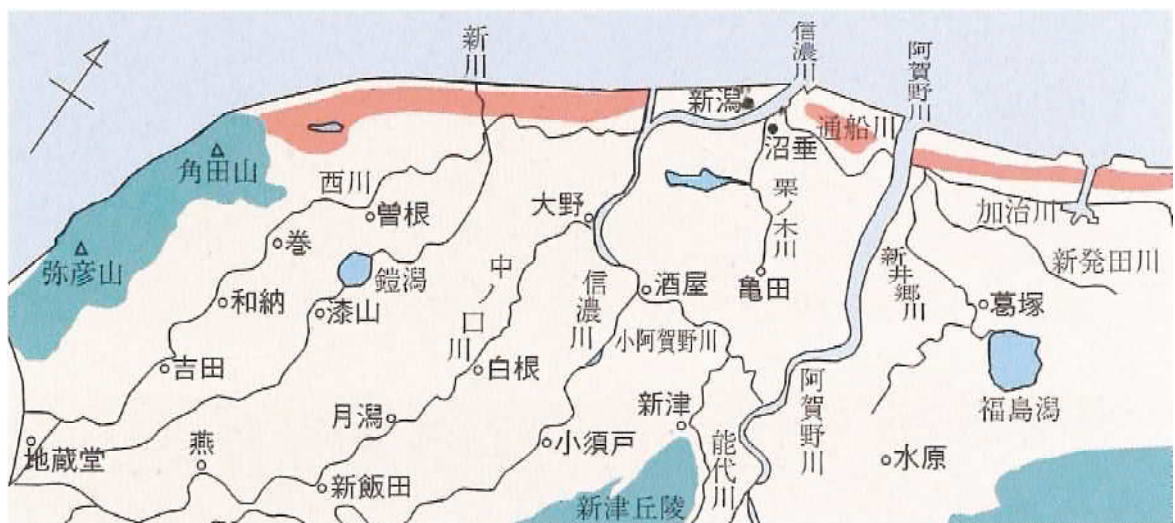 新川
信濃川
阿賀野川
新潟
通船川
沼垂
角田山
西川
曽根
大野
栗ノ木川
加治川
弥彦山
巻
鎧潟
中ノ口川
信濃川
酒屋
亀田
新井郷川
新発田川
和納
漆山
小阿賀野川
葛塚
吉田
白根
新津
阿賀野川
福島潟
月潟
地蔵堂
燕
小須戸
能代川
水原
新飯田
新津丘陵